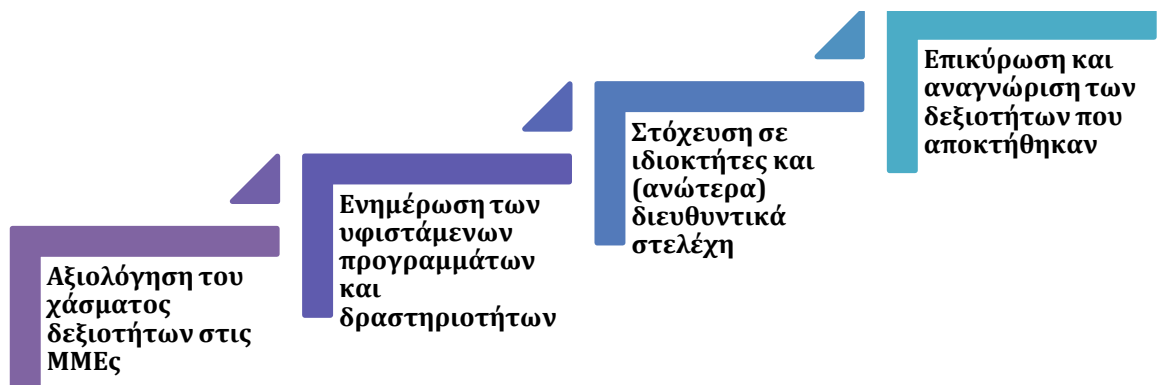 Αξιολόγηση του
χάσματος
δεξιοτήτων στις
ΜΜΕς
Ενημέρωση των
υφιστάμενων
προγραμμάτων
και
δραστηριοτήτων
Στόχευση σε
ιδιοκτήτες και
(ανώτερα)
διευθυντικά
στελέχη
Επικύρωση και
αναγνώριση των
δεξιοτήτων που
αποκτήθηκαν